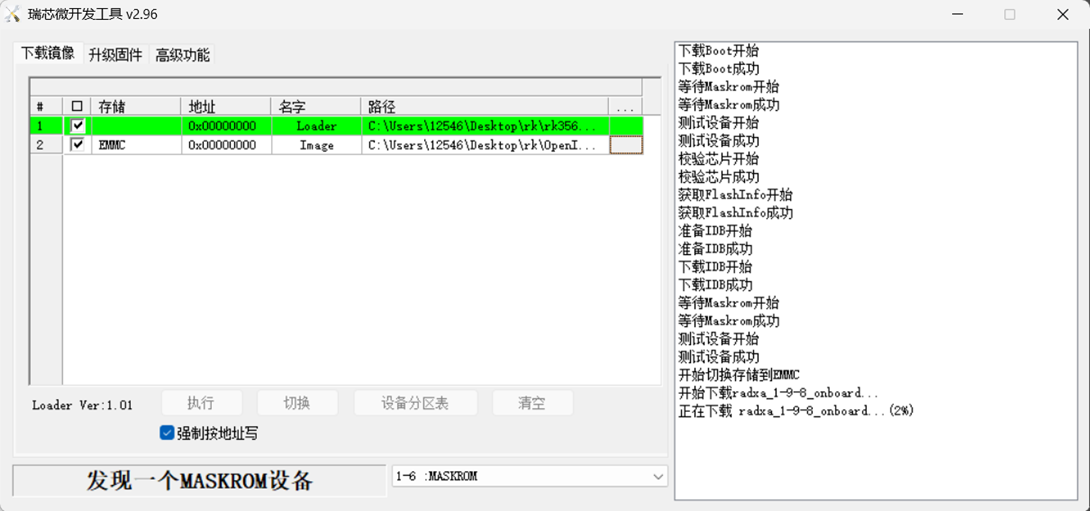 瑞芯微开发工具 v2.96
下载镜像 升级固件 高级功能
# 存储 地址 名字 路径 ...
1 0x00000000 Loader C:\Users\12546\Desktop\rk\rk356...
2 EMMC 0x00000000 Image C:\Users\12546\Desktop\rk\OpenI...
Loader Ver:1.01 执行 切换 设备分区表 清空
强制按地址写
发现一个MASKROM设备 1-6 :MASKROM
下载Boot开始
下载Boot成功
等待Maskrom开始
等待Maskrom成功
测试设备开始
测试设备成功
校验芯片开始
校验芯片成功
获取FlashInfo开始
获取FlashInfo成功
准备IDB开始
准备IDB成功
下载IDB开始
下载IDB成功
等待Maskrom开始
等待Maskrom成功
测试设备开始
测试设备成功
开始切换存储到EMMC
开始下载radxa_1-9-8_onboard...
正在下载 radxa_1-9-8_onboard...(2%)